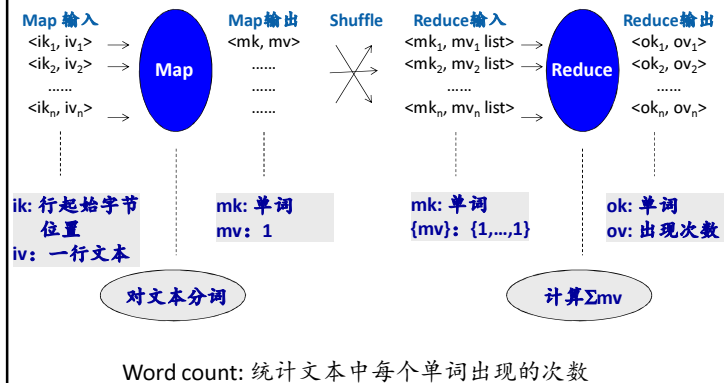 Map 输入 Map输出 Shuffle Reduce输入 Reduce输出
<ik₁, iv₁> <mk, mv> <mk₁, mv₁ list> <ok₁, ov₁>
<ik₂, iv₂> Map …… <mk₂, mv₂ list> Reduce <ok₂, ov₂>
…… …… …… ……
<ikₙ, ivₙ> …… <mkₙ, mvₙ list> <okₙ, ovₙ>
ik: 行起始字节
位置
iv：一行文本
mk: 单词
mv：1
mk: 单词
{mv}：{1,…,1}
ok: 单词
ov: 出现次数
对文本分词
计算Σmv
Word count: 统计文本中每个单词出现的次数